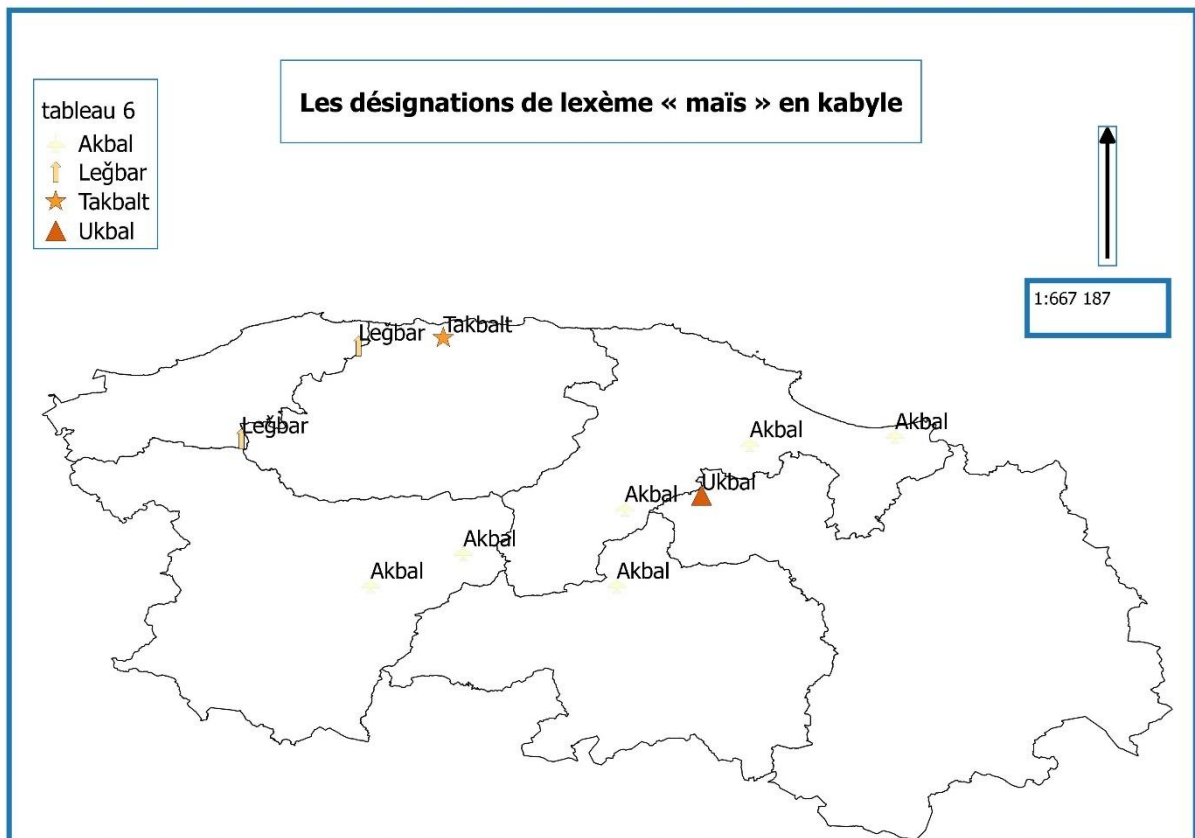 Les désignations de lexème « maïs » en kabyle
tableau 6
Akbal
Leğbar
Takbalt
Ukbal
1:667 187
Leğbar
Takbalt
Leğbar
Akbal
Akbal
Ukbal
Akbal
Akbal
Akbal
Akbal